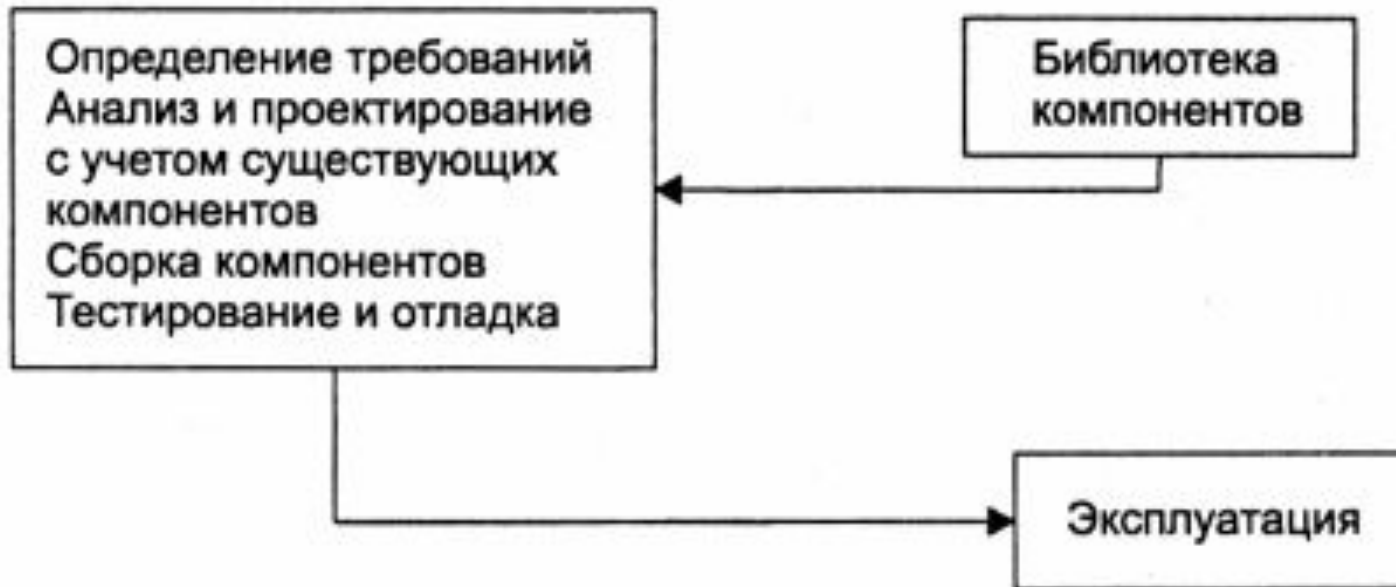 Определение требований
Анализ и проектирование
с учетом существующих
компонентов
Сборка компонентов
Тестирование и отладка
Библиотека
компонентов
Эксплуатация